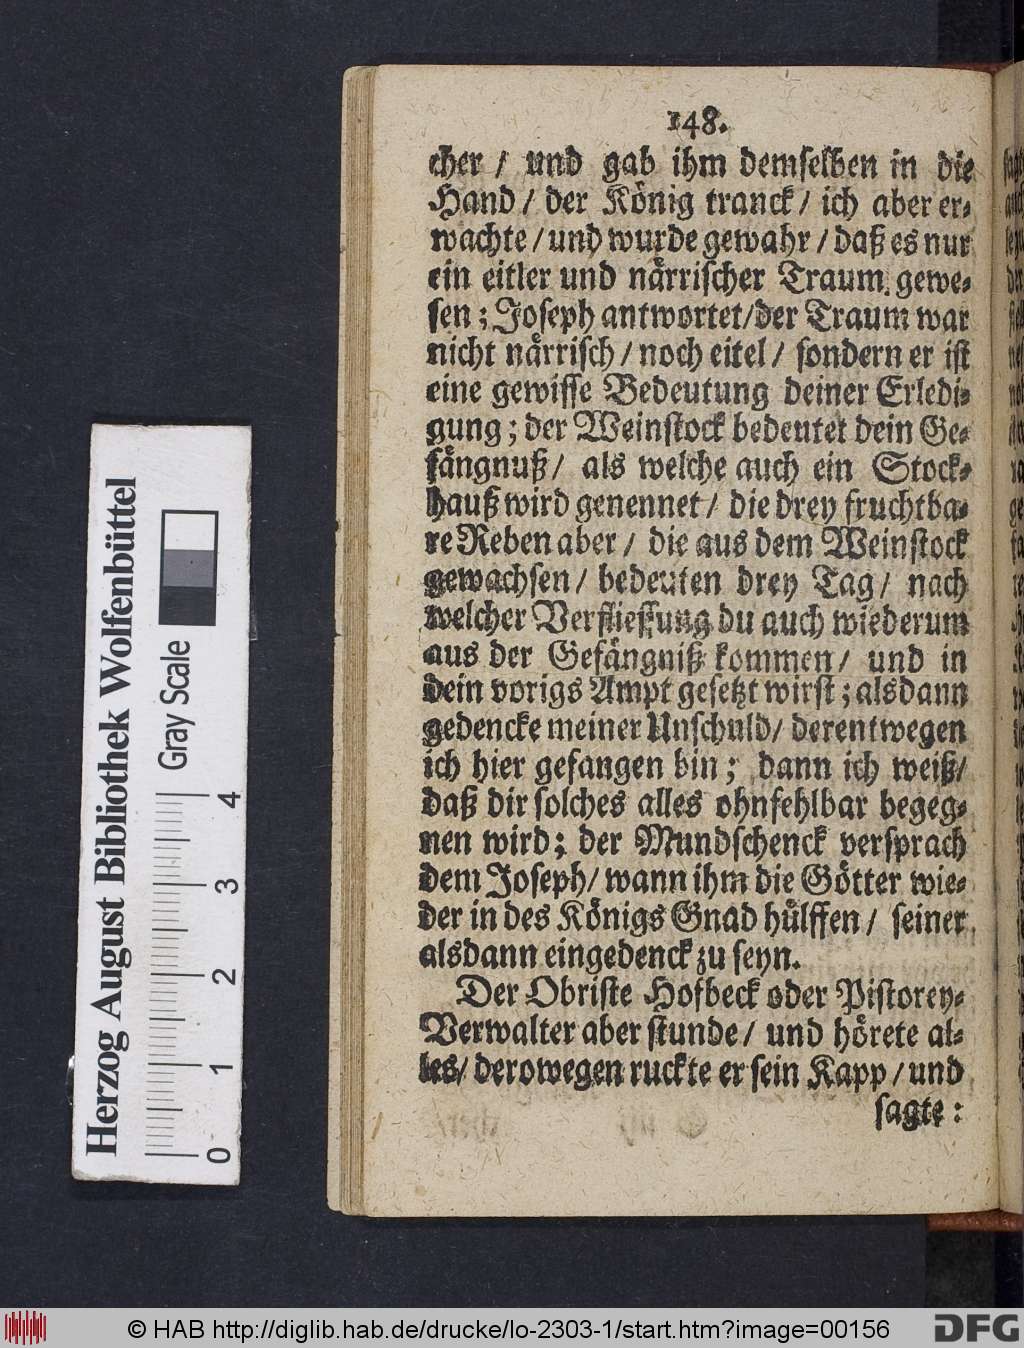 148.
cher / und gab ihm demselben in die
Hand / der König tranck / ich aber er-
wachte / und wurde gewahr / daß es nur
ein eitler und närrischer Traum gewe-
sen ; Joseph antwortet / der Traum war
nicht närrisch / noch eitel / sondern er ist
eine gewisse Bedeutung deiner Erledi-
gung ; der Weinstock bedeutet dein Ge-
fängnuß / als welche auch ein Stock-
hauß wird genennet / die drey fruchtba-
re Reben aber / die aus dem Weinstock
gewachsen / bedeuten drey Tag / nach
welcher Verfliessung du auch wiederum
aus der Gefängniß kommen / und in
dein vorigs Ampt gesetzt wirst ; alsdann
gedencke meiner Unschuld / derentwegen
ich hier gefangen bin ; dann ich weiß /
daß dir solches alles ohnfehlbar begeg-
nen wird ; der Mundschenck versprach
dem Joseph / wann ihm die Götter wie-
der in des Königs Gnad hülffen / seiner
alsdann eingedenck zu seyn.
Der Obriste Hofbeck oder Pistorey-
Verwalter aber stunde / und hörete al-
les / derowegen ruckte er sein Kapp / und
sagte :
Herzog August Bibliothek Wolfenbüttel
Gray Scale
0 1 2 3 4
© HAB http://diglib.hab.de/drucke/lo-2303-1/start.htm?image=00156
DFG